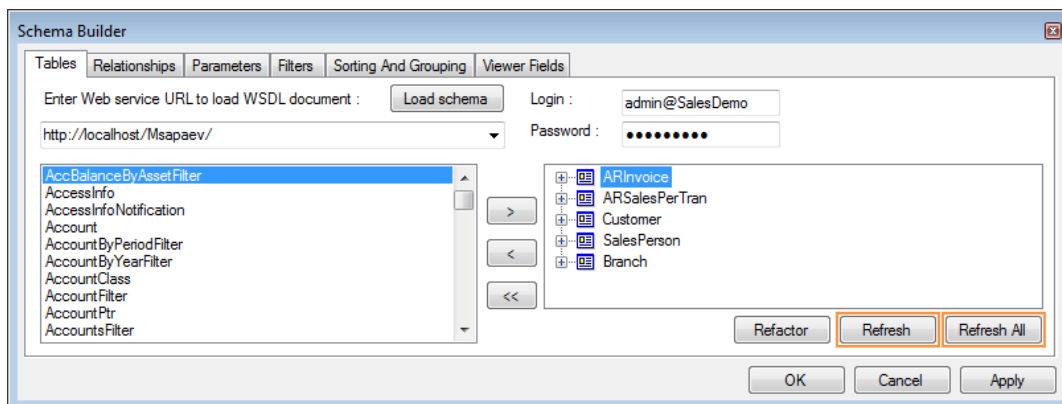 Schema Builder
Tables Relationships Parameters Filters Sorting And Grouping Viewer Fields
Enter Web service URL to load WSDL document : Load schema Login : admin@SalesDemo
http://localhost/Msapaev/ Password : •••••••••
AccBalanceByAssetFilter
AccessInfo
AccessInfoNotification
Account
AccountByPeriodFilter
AccountByYearFilter
AccountClass
AccountFilter
AccountPtr
AccountsFilter
>
<
<<
ARInvoice
ARSalesPerTran
Customer
SalesPerson
Branch
Refactor Refresh Refresh All
OK Cancel Apply